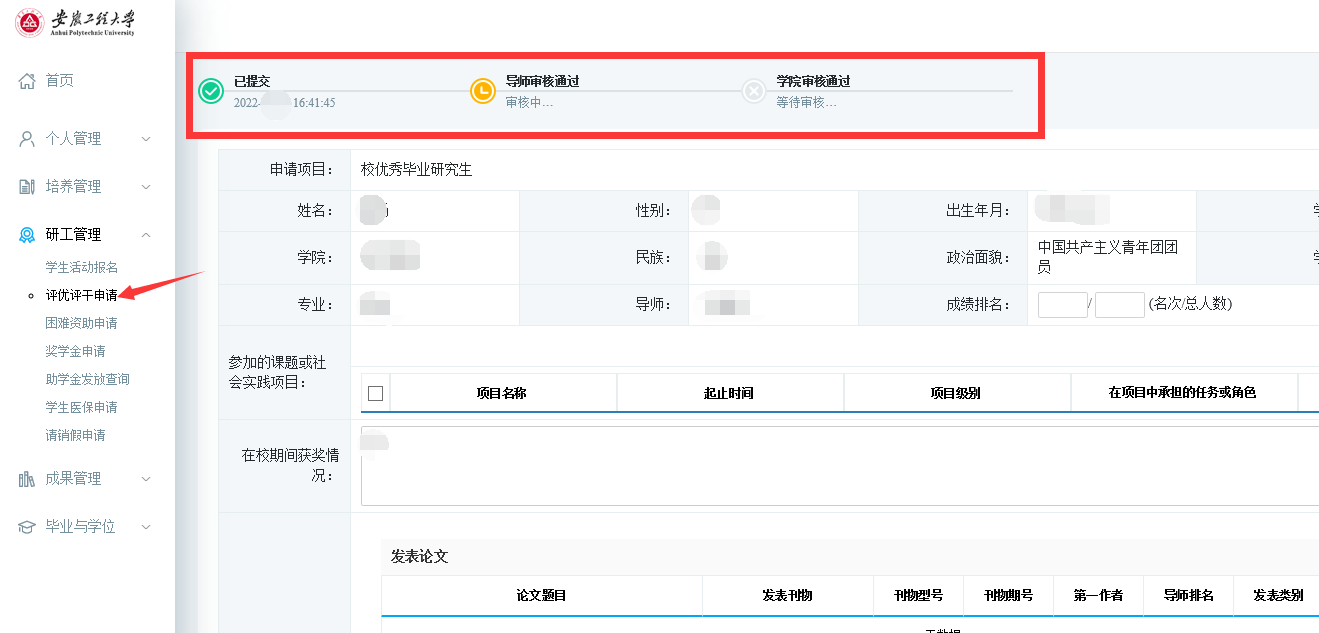 安徽工程大学
Anhui Polytechnic University
首页
个人管理
培养管理
研工管理
学生活动报名
评优评干申请
困难资助申请
奖学金申请
助学金发放查询
学生医保申请
请销假申请
成果管理
毕业与学位
已提交
2022- 16:41:45
导师审核通过
审核中...
学院审核通过
等待审核...
申请项目： 校优秀毕业研究生
姓名： 性别： 出生年月：
学院： 民族： 政治面貌： 中国共产主义青年团团
员
专业： 导师： 成绩排名： / (名次/总人数)
参加的课题或社
会实践项目：
项目名称 起止时间 项目级别 在项目中承担的任务或角色
在校期间获奖情
况：
发表论文
论文题目 发表刊物 刊物型号 刊物期号 第一作者 导师排名 发表类别